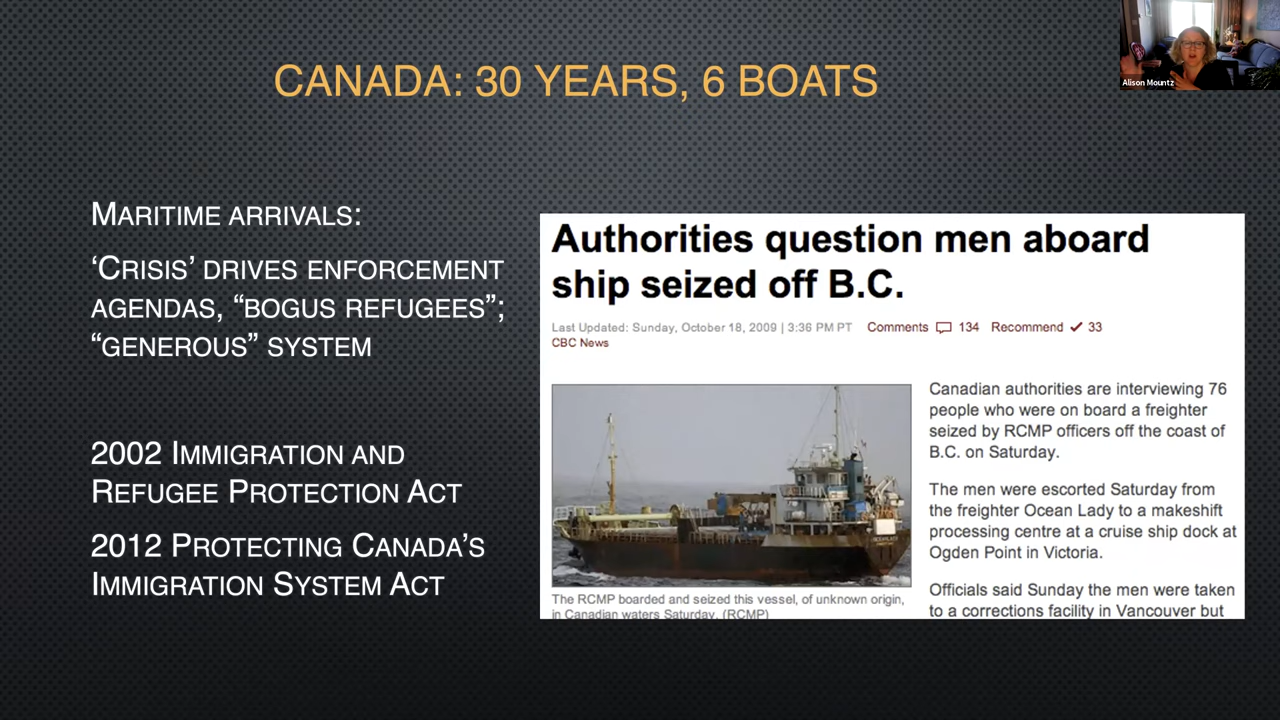 CANADA: 30 YEARS, 6 BOATS
Alison Mountz
MARITIME ARRIVALS:
‘CRISIS’ DRIVES ENFORCEMENT
AGENDAS, “BOGUS REFUGEES”;
“GENEROUS” SYSTEM
2002 IMMIGRATION AND
REFUGEE PROTECTION ACT
2012 PROTECTING CANADA’S
IMMIGRATION SYSTEM ACT
Authorities question men aboard
ship seized off B.C.
Last Updated: Sunday, October 18, 2009 | 3:36 PM PT Comments 134 Recommend 33
CBC News
Canadian authorities are interviewing 76
people who were on board a freighter
seized by RCMP officers off the coast of
B.C. on Saturday.
The men were escorted Saturday from
the freighter Ocean Lady to a makeshift
processing centre at a cruise ship dock at
Ogden Point in Victoria.
Officials said Sunday the men were taken
to a corrections facility in Vancouver but
The RCMP boarded and seized this vessel, of unknown origin,
in Canadian waters Saturday. (RCMP)